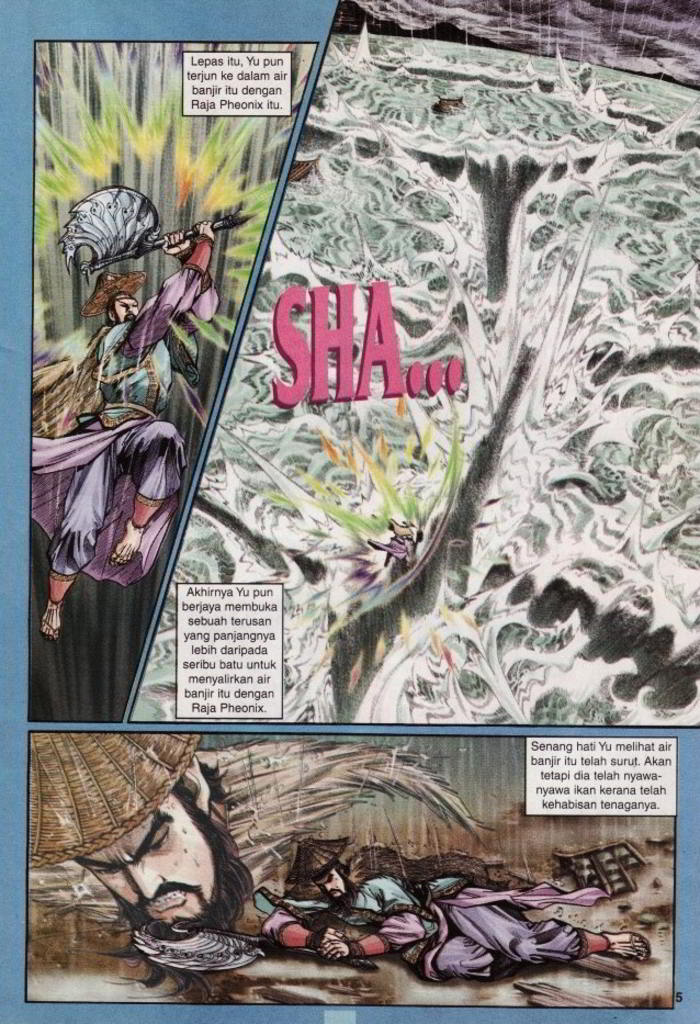 Lepas itu, Yu pun
terjun ke dalam air
banjir itu dengan
Raja Pheonix itu.
SHA...
Akhirnya Yu pun
berjaya membuka
sebuah terusan
yang panjangnya
lebih daripada
seribu batu untuk
menyalirkan air
banjir itu dengan
Raja Pheonix.
Senang hati Yu melihat air
banjir itu telah surut. Akan
tetapi dia telah nyawa-
nyawa ikan kerana telah
kehabisan tenaganya.
5